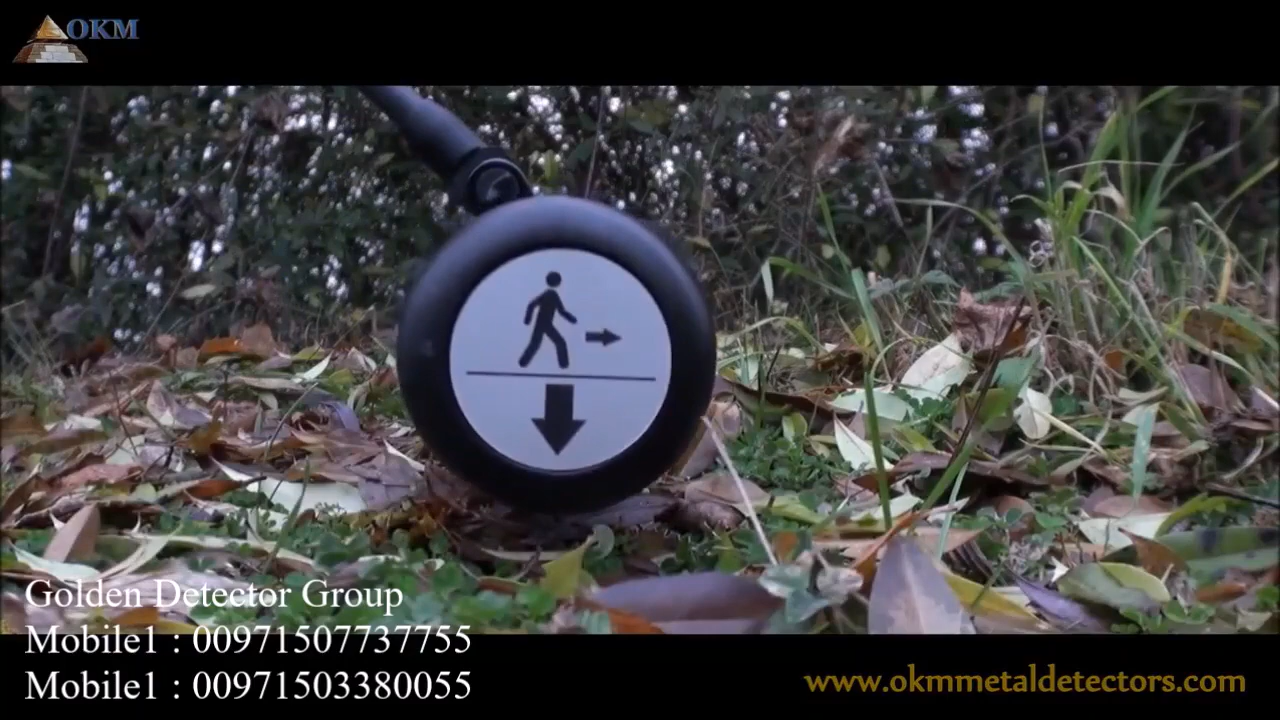 OKM
Golden Detector Group
Mobile1 : 00971507737755
Mobile1 : 00971503380055
www.okmmetaldetectors.com